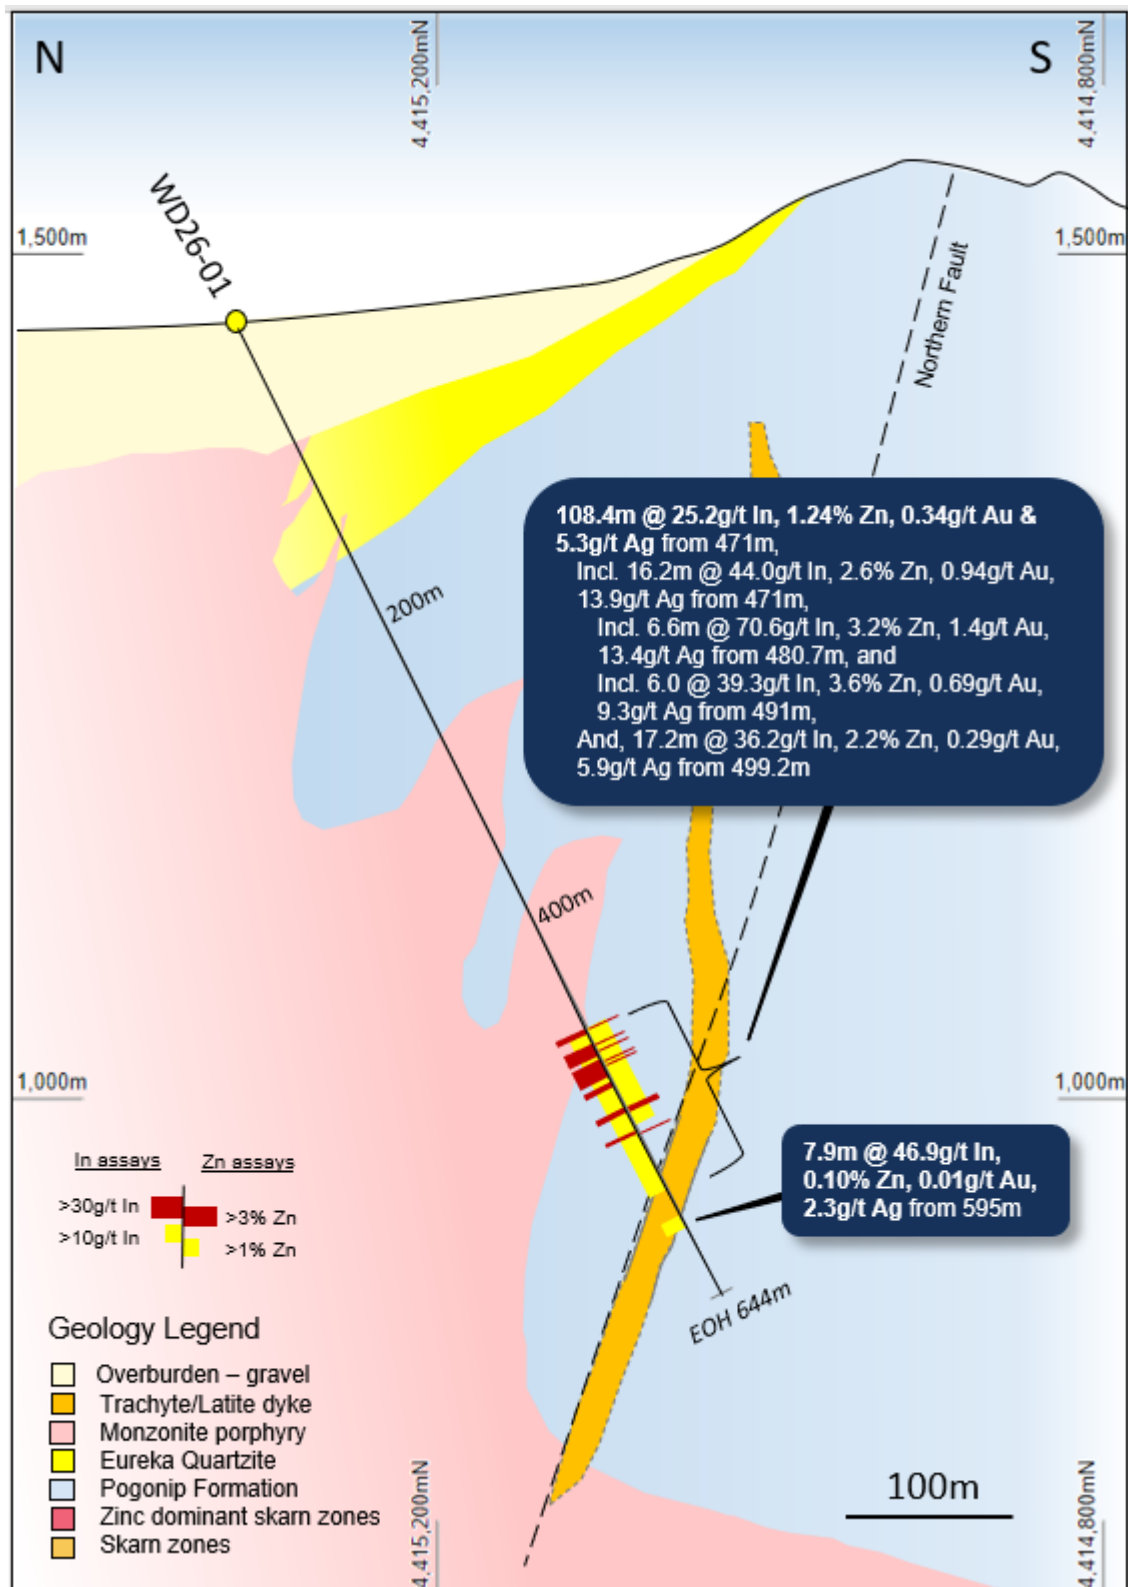 N
S
4,415,200mN
4,414,800mN
WD26-01
1,500m
1,500m
Northern Fault
108.4m @ 25.2g/t In, 1.24% Zn, 0.34g/t Au &
5.3g/t Ag from 471m,
Incl. 16.2m @ 44.0g/t In, 2.6% Zn, 0.94g/t Au,
13.9g/t Ag from 471m,
Incl. 6.6m @ 70.6g/t In, 3.2% Zn, 1.4g/t Au,
13.4g/t Ag from 480.7m, and
Incl. 6.0 @ 39.3g/t In, 3.6% Zn, 0.69g/t Au,
9.3g/t Ag from 491m,
And, 17.2m @ 36.2g/t In, 2.2% Zn, 0.29g/t Au,
5.9g/t Ag from 499.2m
200m
400m
1,000m
1,000m
7.9m @ 46.9g/t In,
0.10% Zn, 0.01g/t Au,
2.3g/t Ag from 595m
In assays
Zn assays
>30g/t In
>3% Zn
>10g/t In
>1% Zn
EOH 644m
Geology Legend
Overburden – gravel
Trachyte/Latite dyke
Monzonite porphyry
Eureka Quartzite
Pogonip Formation
Zinc dominant skarn zones
Skarn zones
100m
4,415,200mN
4,414,800mN